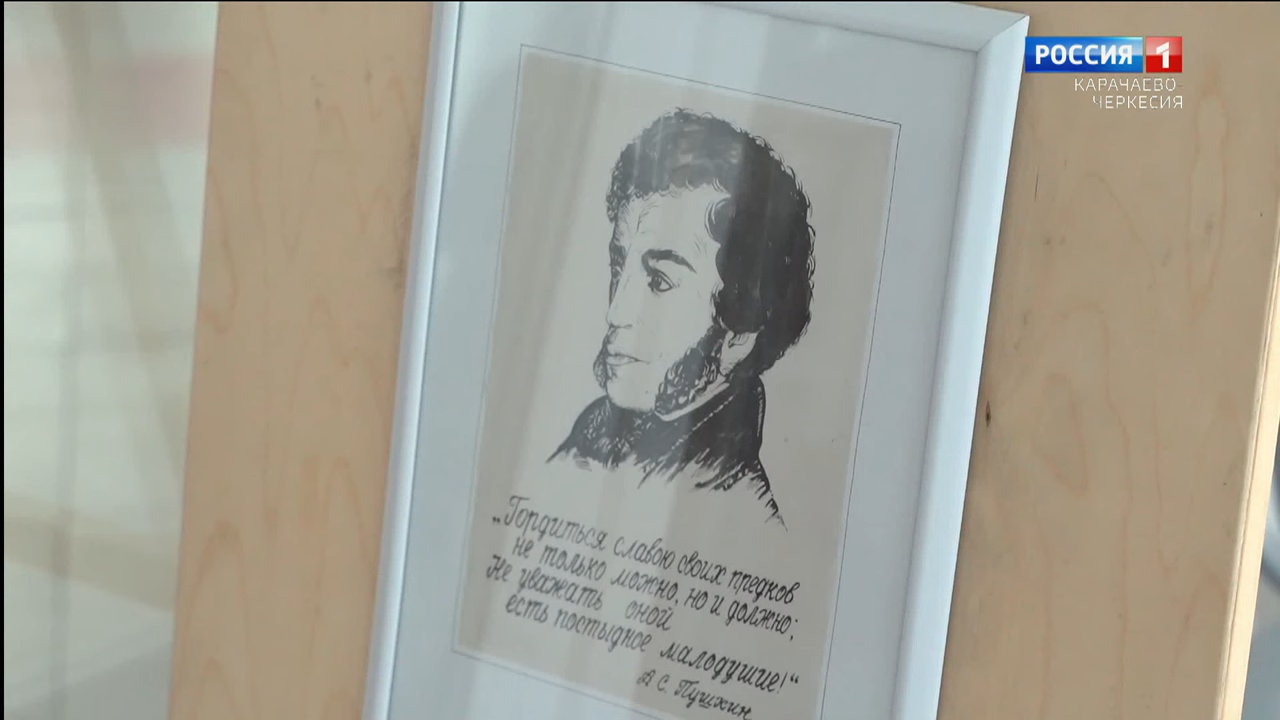 РОССИЯ 1
КАРАЧАЕВО-
ЧЕРКЕСИЯ
„Гордиться славою своих предков
не только можно, но и должно;
Не уважать оной
есть постыдное малодушие!“
А С. Пушкин